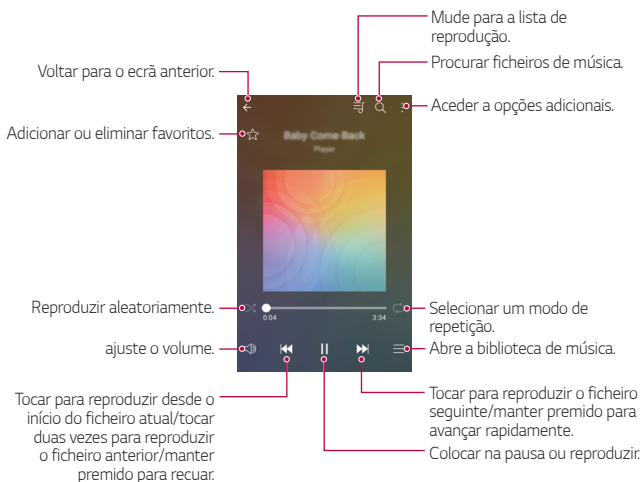 Mude para a lista de
reprodução.
Voltar para o ecrã anterior.
Procurar ficheiros de música.
Aceder a opções adicionais.
Adicionar ou eliminar favoritos.
Baby Come Back
Player
Reproduzir aleatoriamente.
0:04
3:34
Selecionar um modo de
repetição.
ajuste o volume.
Abre a biblioteca de música.
Tocar para reproduzir desde o
início do ficheiro atual/tocar
duas vezes para reproduzir
o ficheiro anterior/manter
premido para recuar.
Tocar para reproduzir o ficheiro
seguinte/manter premido para
avançar rapidamente.
Colocar na pausa ou reproduzir.